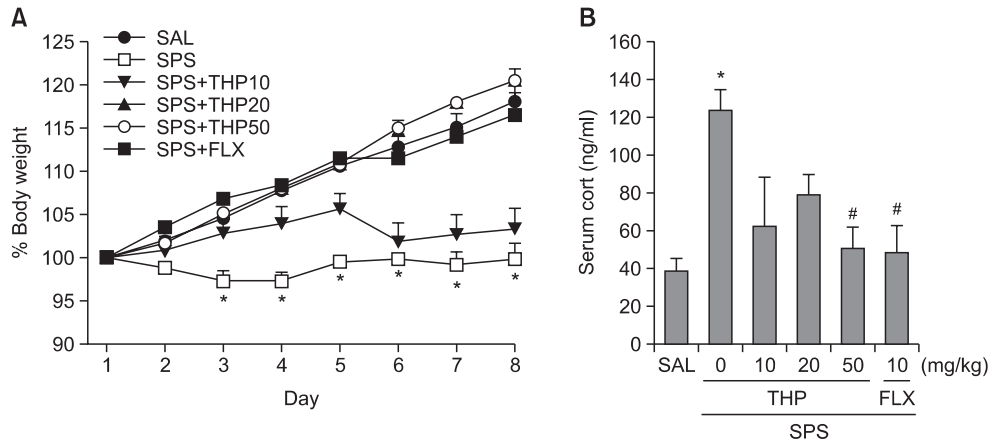 A
125
120
115
110
105
100
95
90
% Body weight
SAL
SPS
SPS+THP10
SPS+THP20
SPS+THP50
SPS+FLX
* * * * * *
1 2 3 4 5 6 7 8
Day
B
160
140
120
100
80
60
40
20
0
Serum cort (ng/ml)
*
# #
SAL 0 10 20 50 10 (mg/kg)
THP FLX
SPS